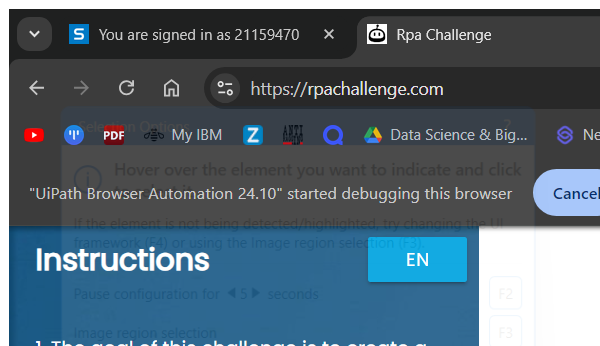 You are signed in as 21159470
Rpa Challenge
https://rpachallenge.com
PDF
My IBM
Data Science & Big...
Ne
Selection Options
?
Hover over the element you want to indicate and click
"UiPath Browser Automation 24.10" started debugging this browser
Cancel
If the element is not being detected/highlighted, try changing the UI
framework (F4) or using the Image region selection (F3).
Instructions
EN
Pause configuration for 5 seconds
F2
Image region selection
F3
1. The goal of this challenge is to create a